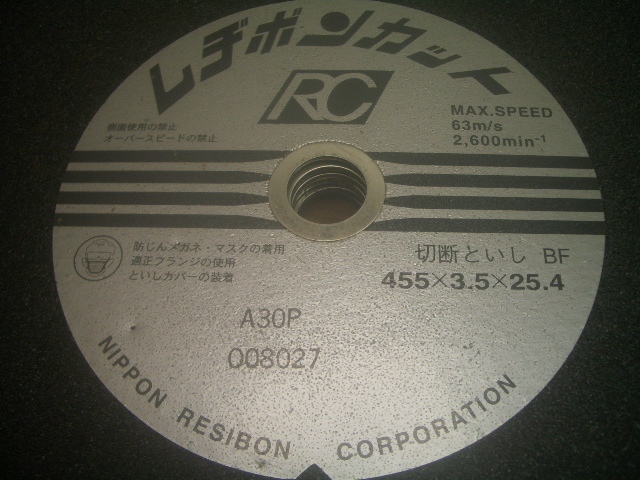 レヂボンカット
RC
MAX.SPEED
63m/s
2,600min⁻¹
側面使用の禁止
オーバースピードの禁止
防じんメガネ・マスクの着用
適正フランジの使用
といしカバーの装着
切断といし BF
455×3.5×25.4
A30P
008027
NIPPON RESIBON CORPORATION